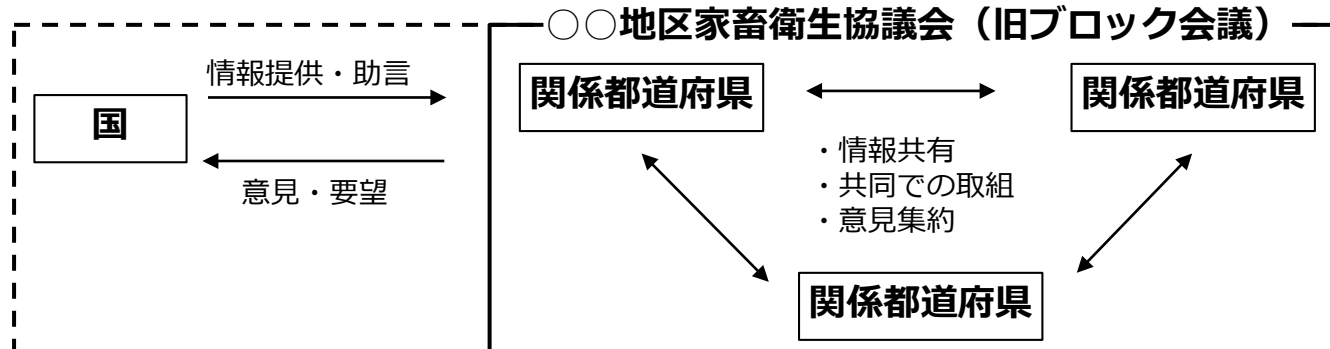 ○○地区家畜衛生協議会（旧ブロック会議）
情報提供・助言
国
意見・要望
関係都道府県
関係都道府県
・情報共有
・共同での取組
・意見集約
関係都道府県